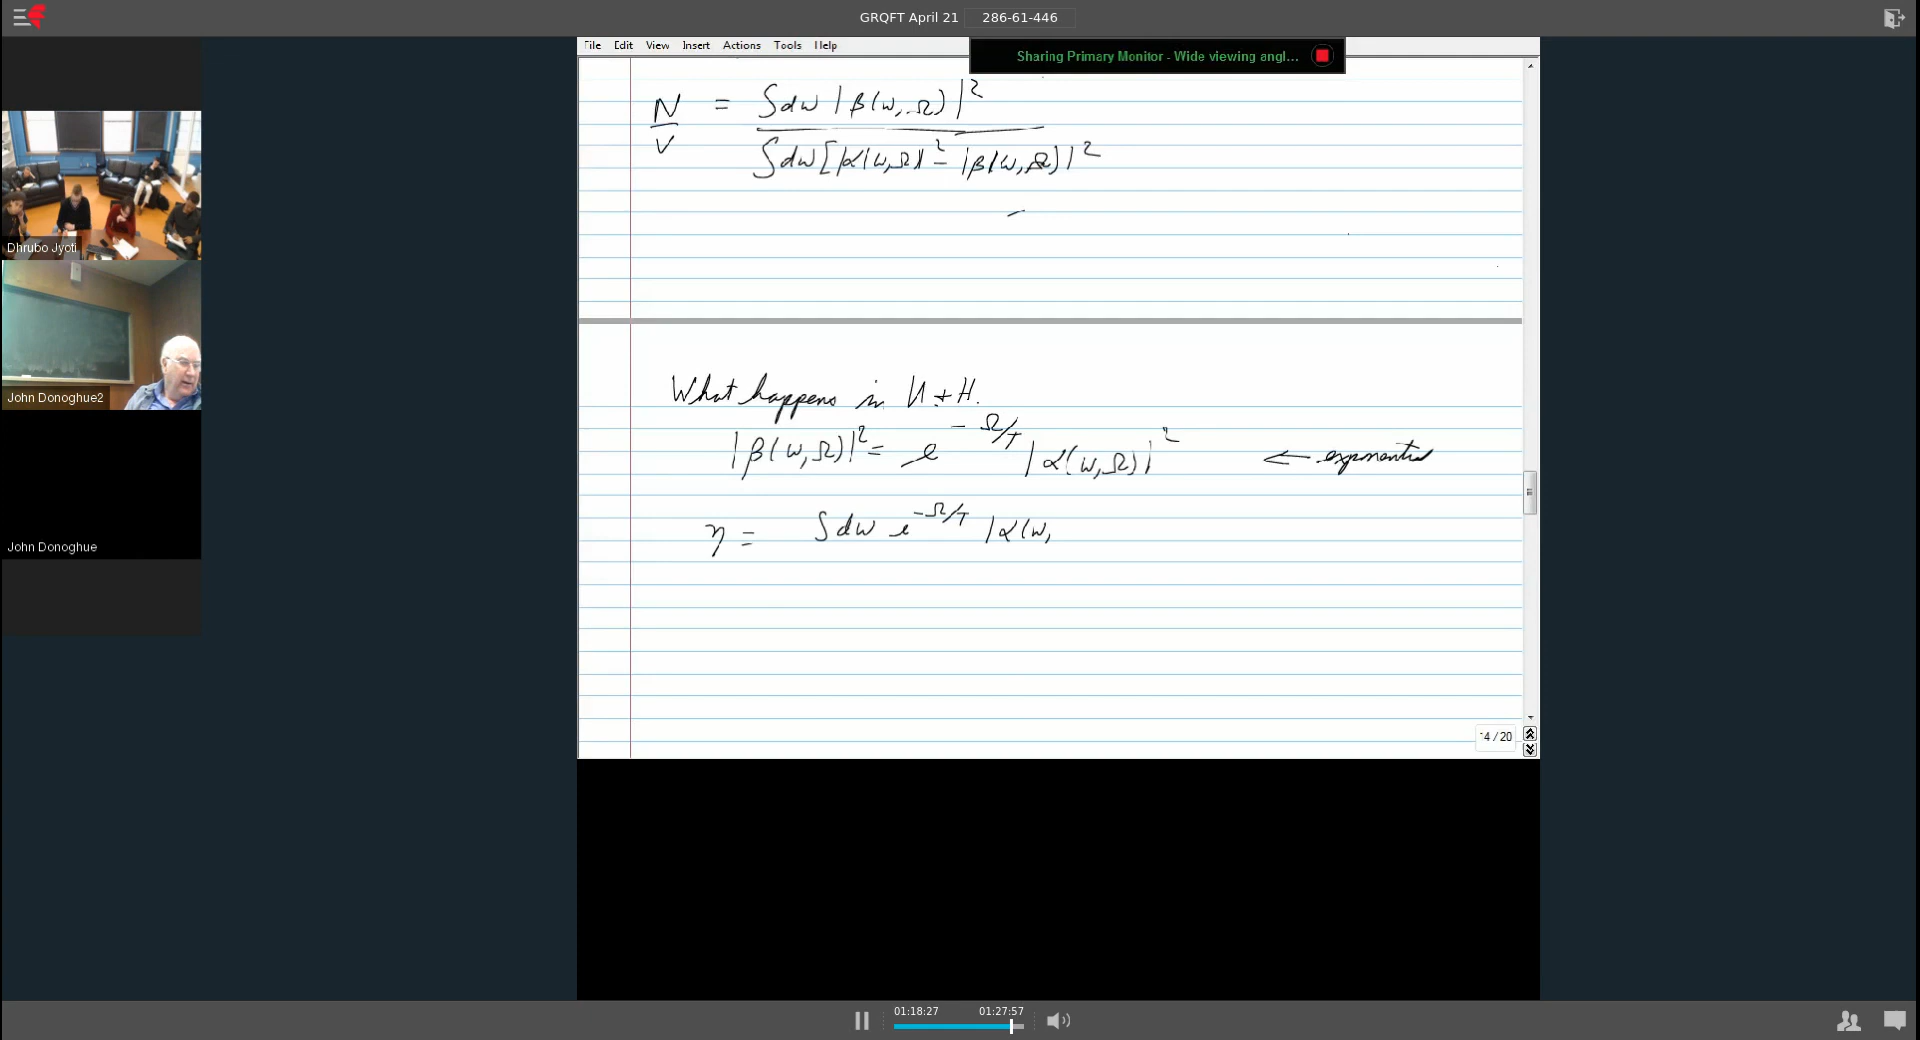 GRQFT April 21 286-61-446
File Edit View Insert Actions Tools Help
Sharing Primary Monitor - Wide viewing angl...
N/V = ∫dω |β(ω,Ω)|² / ∫dω[|α(ω,Ω)|² - |β(ω,Ω)]|²
Dhrubo Jyoti
John Donoghue2
John Donoghue
What happens in U + H.
|β(ω,Ω)|² = e^{-Ω/T} |α(ω,Ω)|² ← exponential
η = ∫dω e^{-Ω/T} |α(ω,
14 / 20
01:18:27 01:27:57